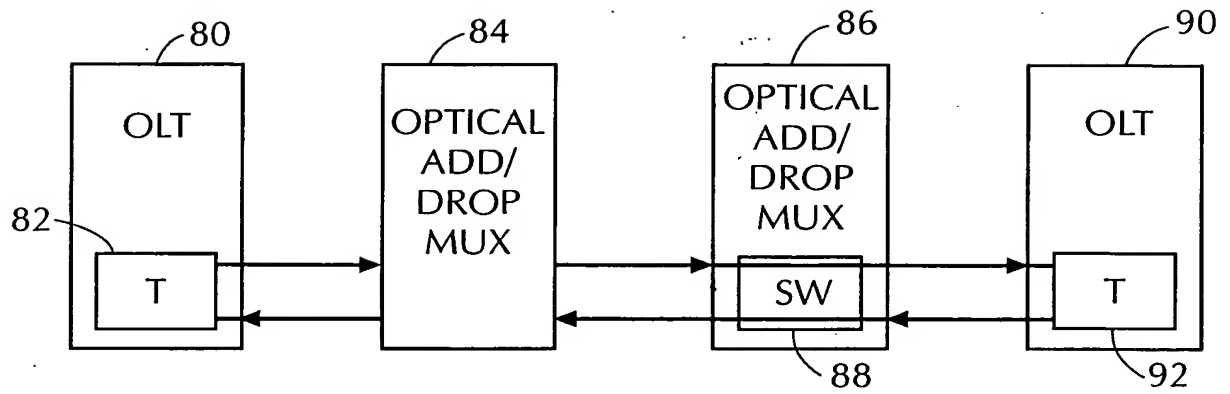 80
84
86
90
OLT
OPTICAL
ADD/
DROP
MUX
OPTICAL
ADD/
DROP
MUX
OLT
82
T
SW
T
88
92